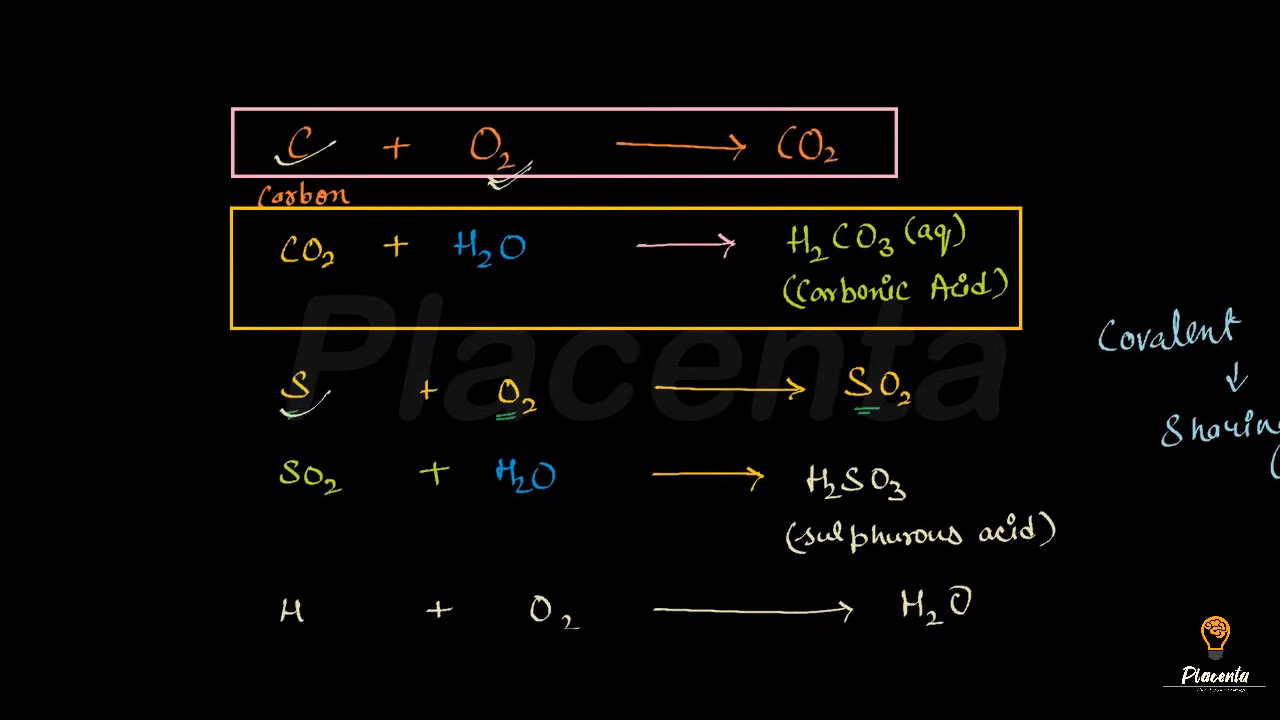 C + O₂ ⟶ CO₂
Carbon
CO₂ + H₂O ⟶ H₂CO₃ (aq)
(Carbonic Acid)
Placenta
Covalent
↓
S + O₂ ⟶ SO₂
Sharin
SO₂ + H₂O ⟶ H₂SO₃
(sulphurous acid)
H + O₂ ⟶ H₂O
Placenta